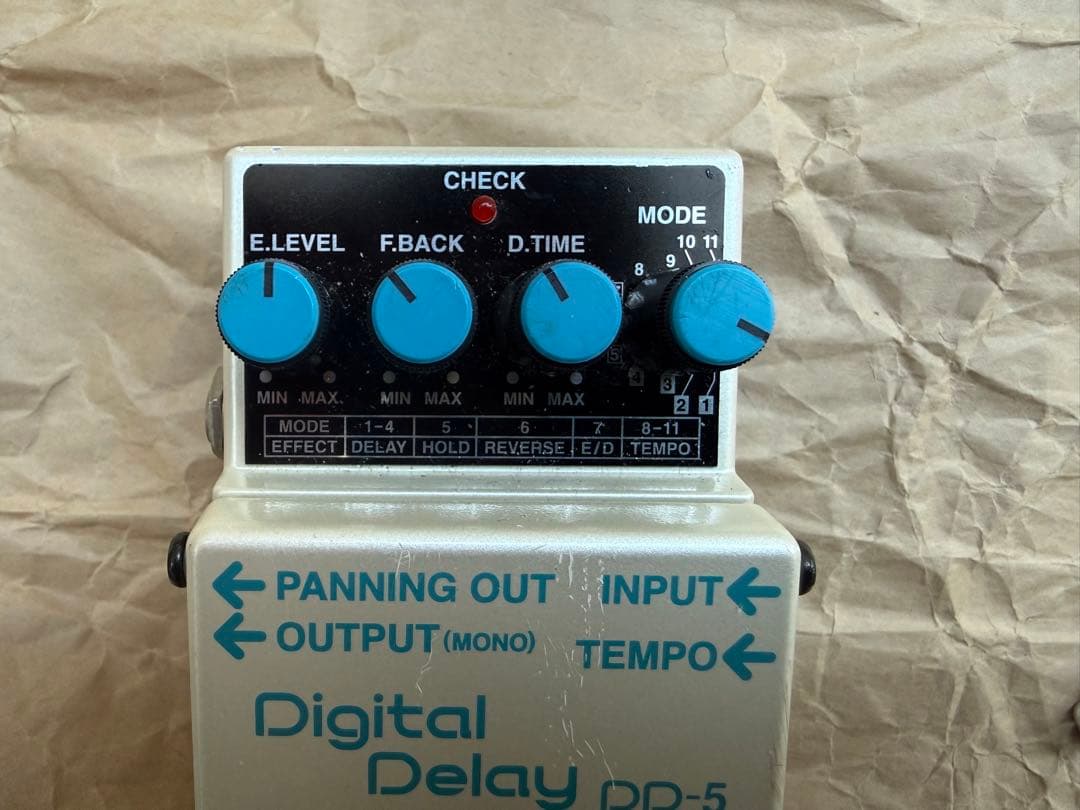 CHECK
MODE
E.LEVEL F.BACK D.TIME
10 11
9
8
5
4
3
2 1
MIN MAX MIN MAX MIN MAX
MODE 1-4 5 6 7 8-11
EFFECT DELAY HOLD REVERSE E/D TEMPO
PANNING OUT INPUT
OUTPUT (MONO) TEMPO
Digital
Delay DD-5